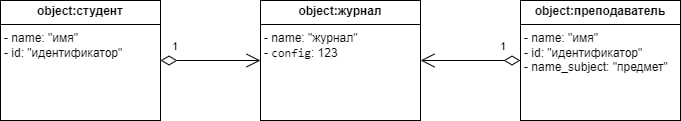 object:студент
- name: "имя"
- id: "идентификатор"
1
object:журнал
- name: "журнал"
- config: 123
1
object:преподаватель
- name: "имя"
- id: "идентификатор"
- name_subject: "предмет"